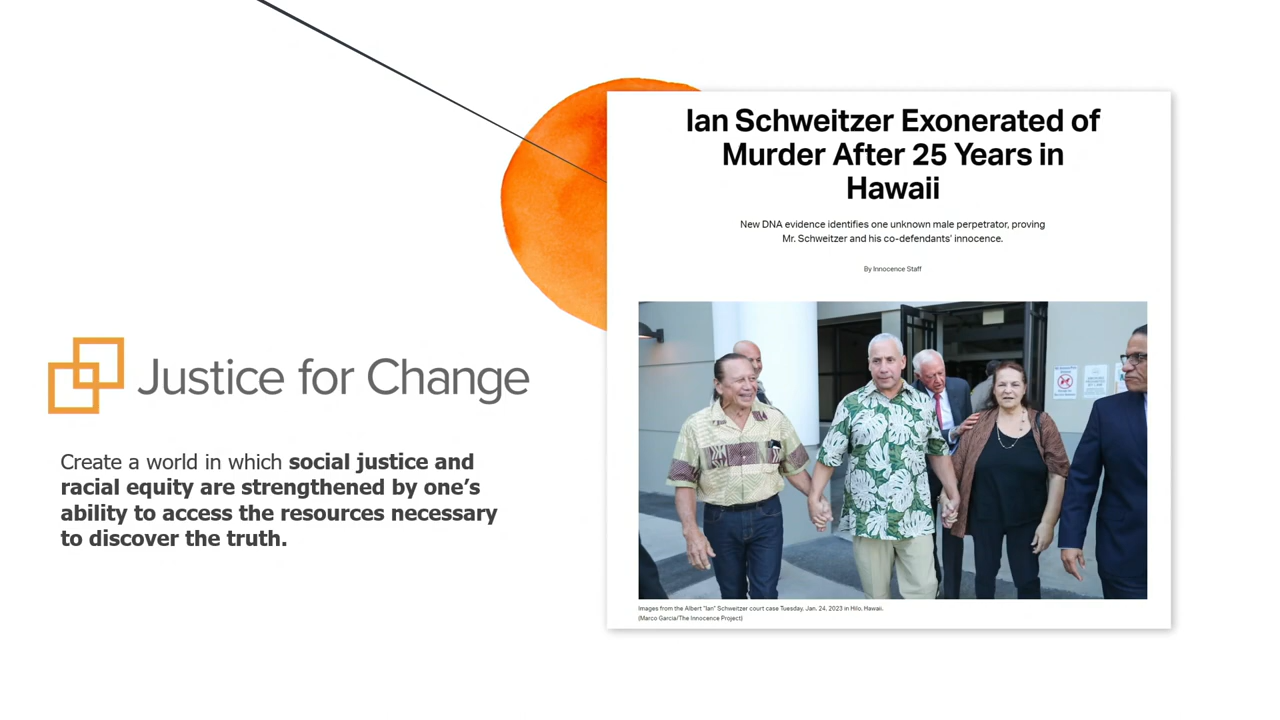 Justice for Change
Create a world in which social justice and
racial equity are strengthened by one’s
ability to access the resources necessary
to discover the truth.
Ian Schweitzer Exonerated of
Murder After 25 Years in
Hawaii
New DNA evidence identifies one unknown male perpetrator, proving
Mr. Schweitzer and his co-defendants’ innocence.
By Innocence Staff
Images from the Albert "Ian" Schweitzer court case Tuesday, Jan. 24, 2023 in Hilo, Hawaii.
(Marco Garcia/The Innocence Project)